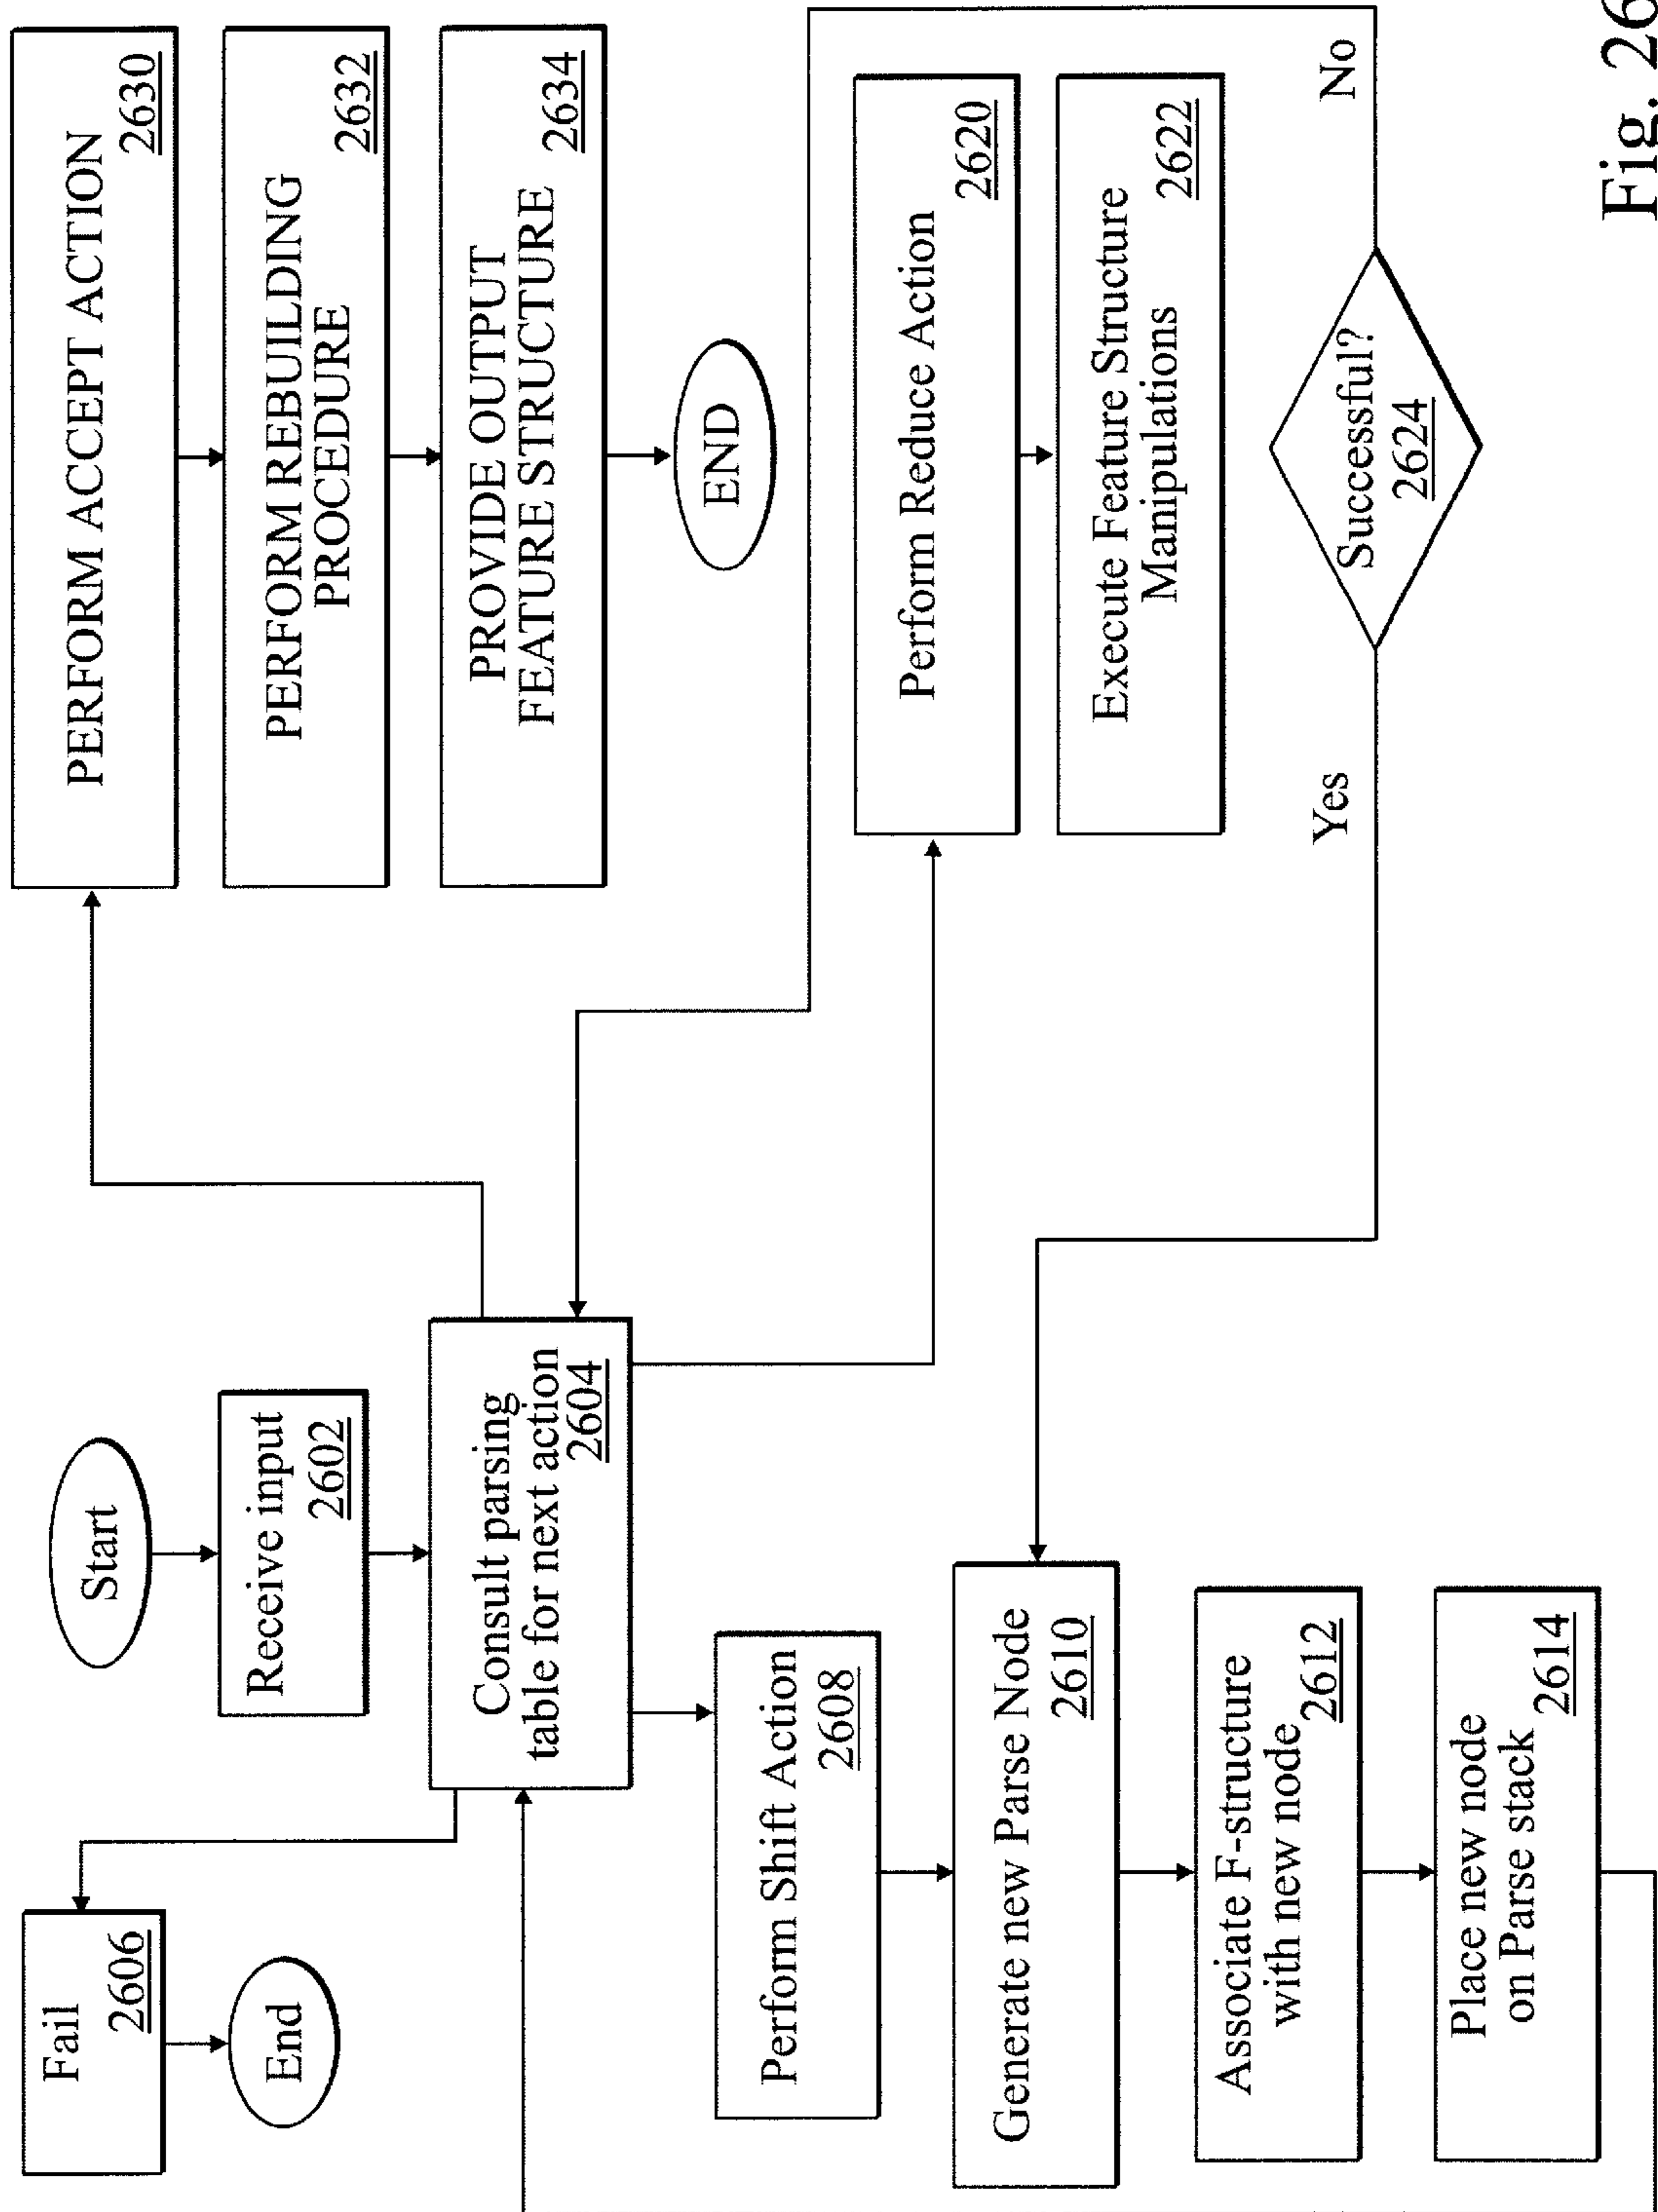 Start
Receive input
2602
Consult parsing
table for next action
2604
Fail
2606
End
Perform Shift Action
2608
Generate new Parse Node
2610
Associate F-structure
with new node
2612
Place new node
on Parse stack
2614
PERFORM ACCEPT ACTION
2630
PERFORM REBUILDING
PROCEDURE
2632
PROVIDE OUTPUT
FEATURE STRUCTURE
2634
END
Perform Reduce Action
2620
Execute Feature Structure
Manipulations
2622
Successful?
2624
Yes
No
Fig. 26